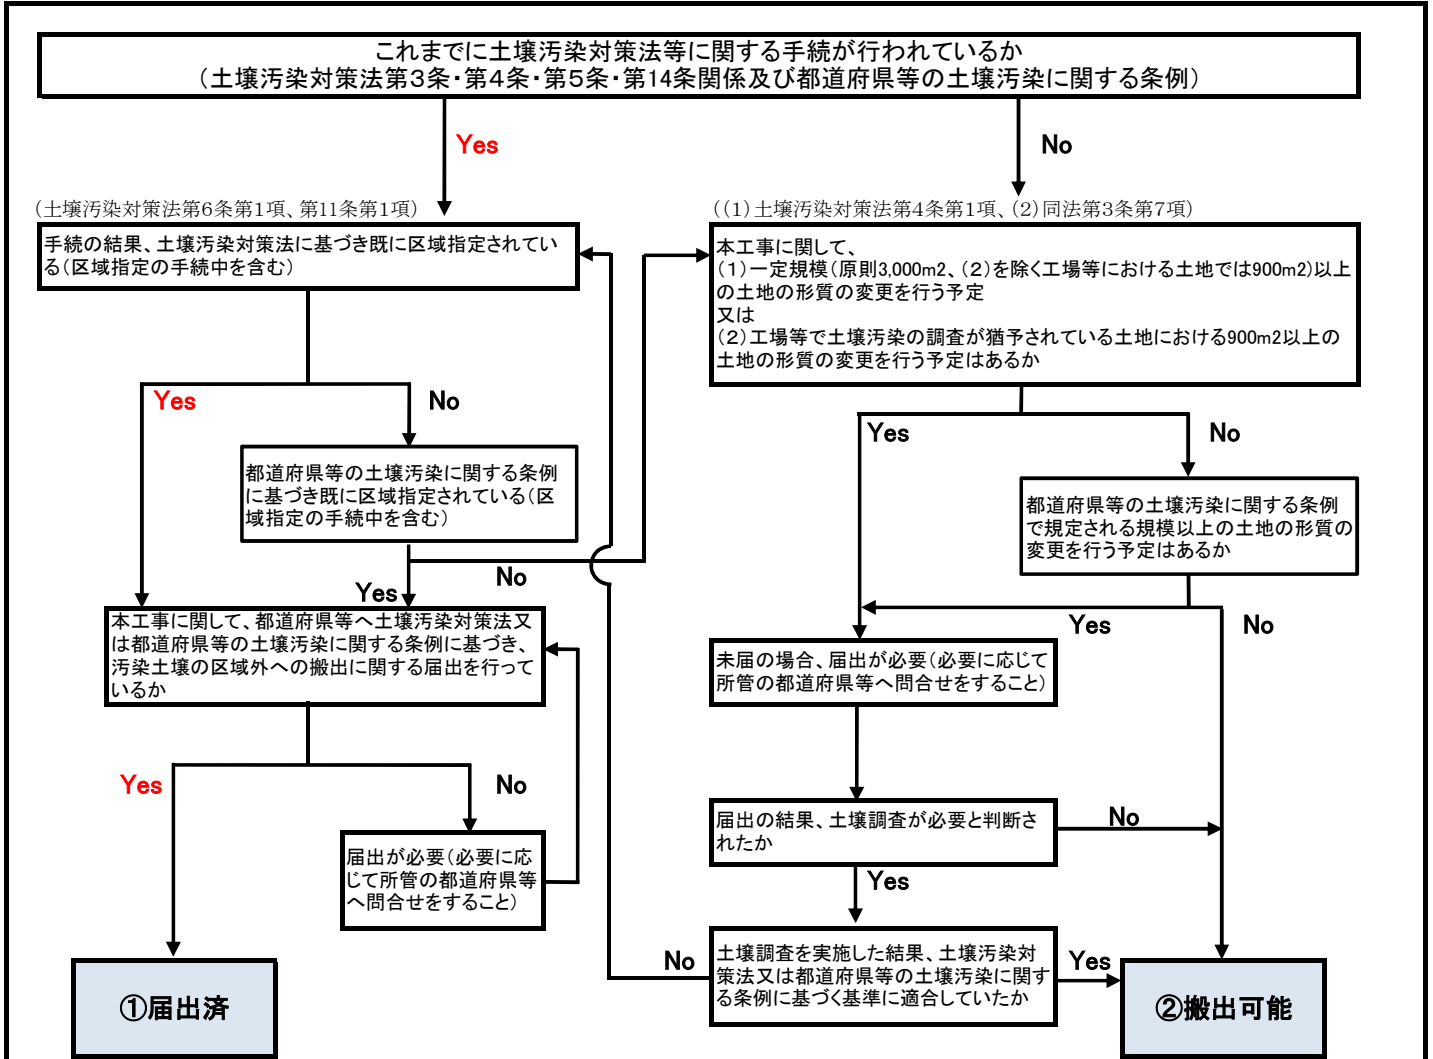 これまでに土壌汚染対策法等に関する手続が行われているか
（土壌汚染対策法第３条・第４条・第５条・第14条関係及び都道府県等の土壌汚染に関する条例）
Yes
No
（土壌汚染対策法第６条第１項、第11条第１項）
手続の結果、土壌汚染対策法に基づき既に区域指定されてい
る（区域指定の手続中を含む）
（（１）土壌汚染対策法第４条第１項、（２）同法第３条第７項）
本工事に関して、
（１）一定規模（原則3,000m2、（２）を除く工場等における土地では900m2）以上
の土地の形質の変更を行う予定
又は
（２）工場等で土壌汚染の調査が猶予されている土地における900m2以上の
土地の形質の変更を行う予定はあるか
Yes
No
都道府県等の土壌汚染に関する条例
に基づき既に区域指定されている（区
域指定の手続中を含む）
Yes
No
Yes
No
都道府県等の土壌汚染に関する条例
で規定される規模以上の土地の形質の
変更を行う予定はあるか
Yes
No
本工事に関して、都道府県等へ土壌汚染対策法又
は都道府県等の土壌汚染に関する条例に基づき、
汚染土壌の区域外への搬出に関する届出を行って
いるか
未届の場合、届出が必要（必要に応じて
所管の都道府県等へ問合せをすること）
Yes
No
届出が必要（必要に応
じて所管の都道府県等
へ問合せをすること）
届出の結果、土壌調査が必要と判断さ
れたか
No
Yes
土壌調査を実施した結果、土壌汚染対
策法又は都道府県等の土壌汚染に関す
る条例に基づく基準に適合していたか
No
Yes
①届出済
②搬出可能